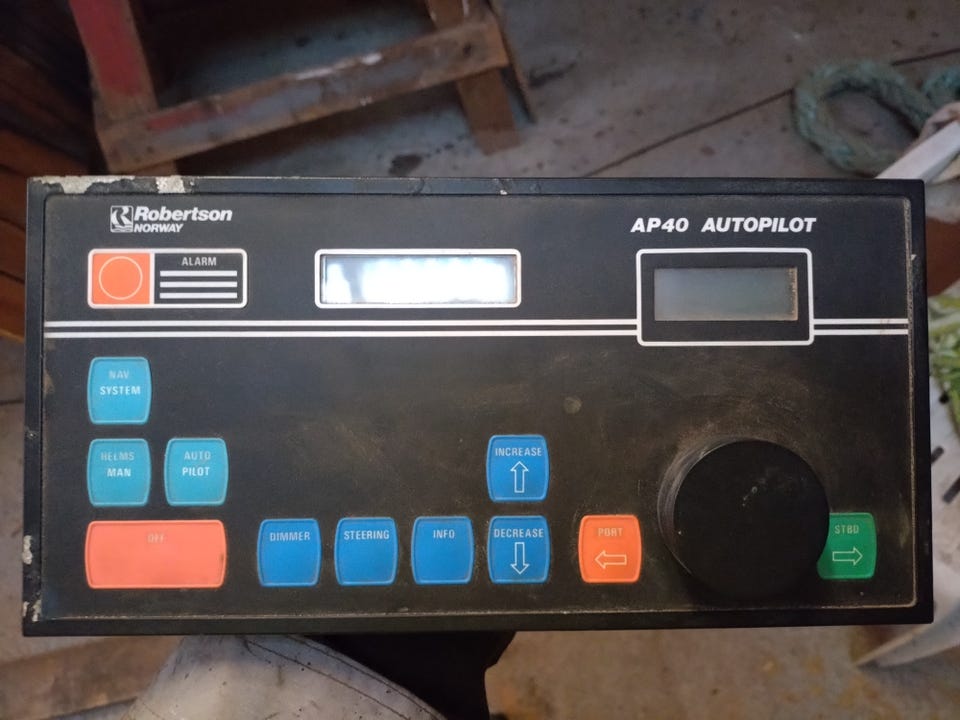 Robertson
NORWAY
AP40 AUTOPILOT
ALARM
NAV
SYSTEM
HELMS
MAN
AUTO
PILOT
INCREASE
OFF
DIMMER
STEERING
INFO
DECREASE
PORT
STBD